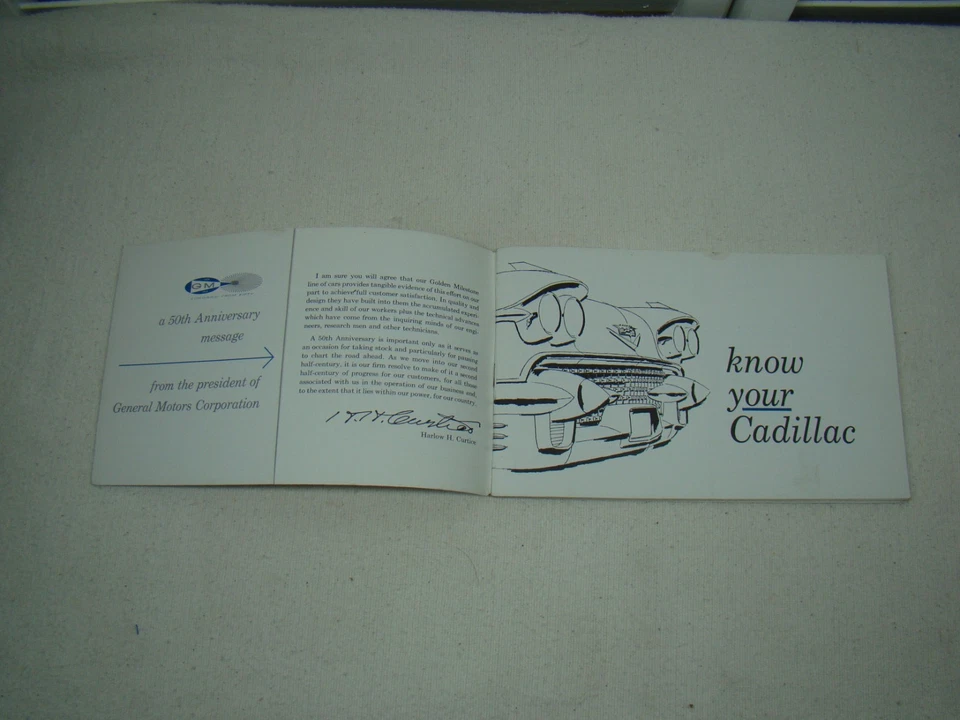 GM
a 50th Anniversary
message
from the president of
General Motors Corporation
I am sure you will agree that our Golden Milestone
line of cars provides tangible evidence of this effort on our
part to achieve full customer satisfaction. In quality and
design they have built into them the accumulated experi-
ence and skill of our workers plus the technical advances
which have come from the inquiring minds of our engi-
neers, research men and other technicians.
A 50th Anniversary is important only as it serves as
an occasion for taking stock and particularly for pausing
to chart the road ahead. As we move into our second
half-century, it is our firm resolve to make of it a second
half-century of progress for our customers, for all those
associated with us in the operation of our business and,
to the extent that it lies within our power, for our country.
Harlow H. Curtice
know
your
Cadillac